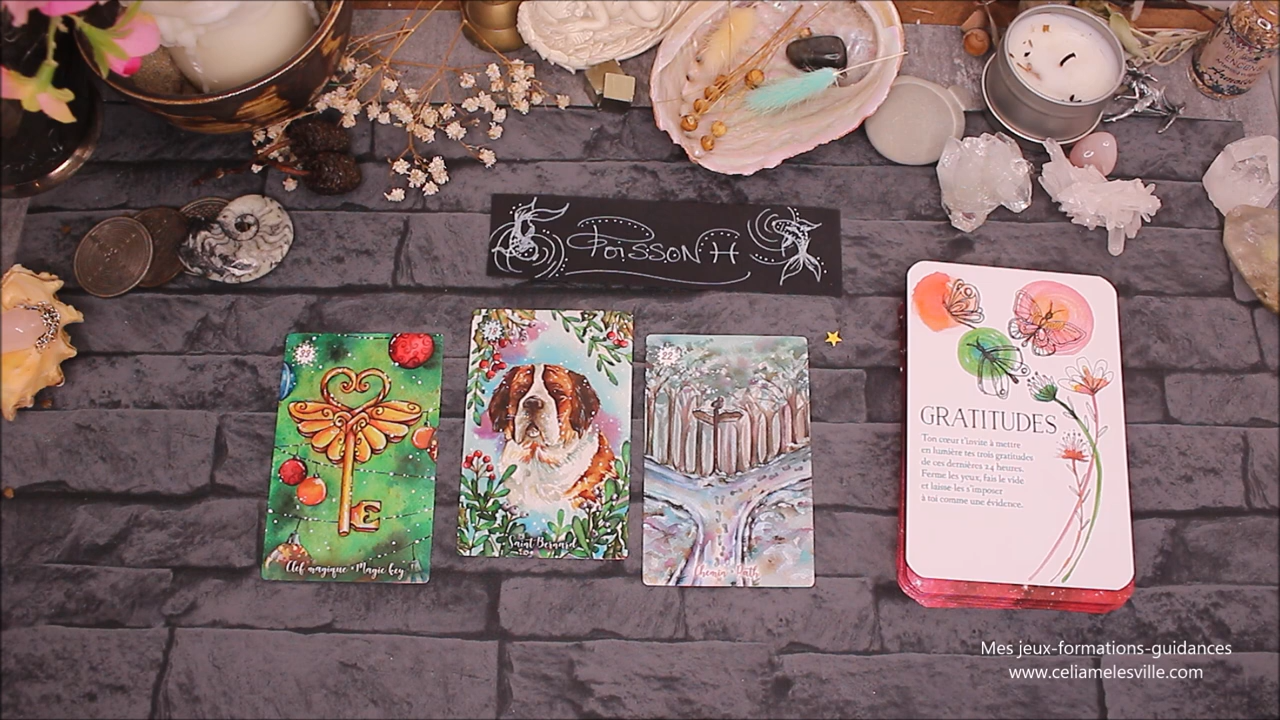 Poisson H
33
Clef magique • Magic key
Saint Bernard
22
Chemin • Path
GRATITUDES
Ton cœur t'invite à mettre
en lumière tes trois gratitudes
de ces dernières 24 heures.
Ferme les yeux, fais le vide
et laisse les s'imposer
à toi comme une évidence.
Mes jeux-formations-guidances
www.celiamelesville.com